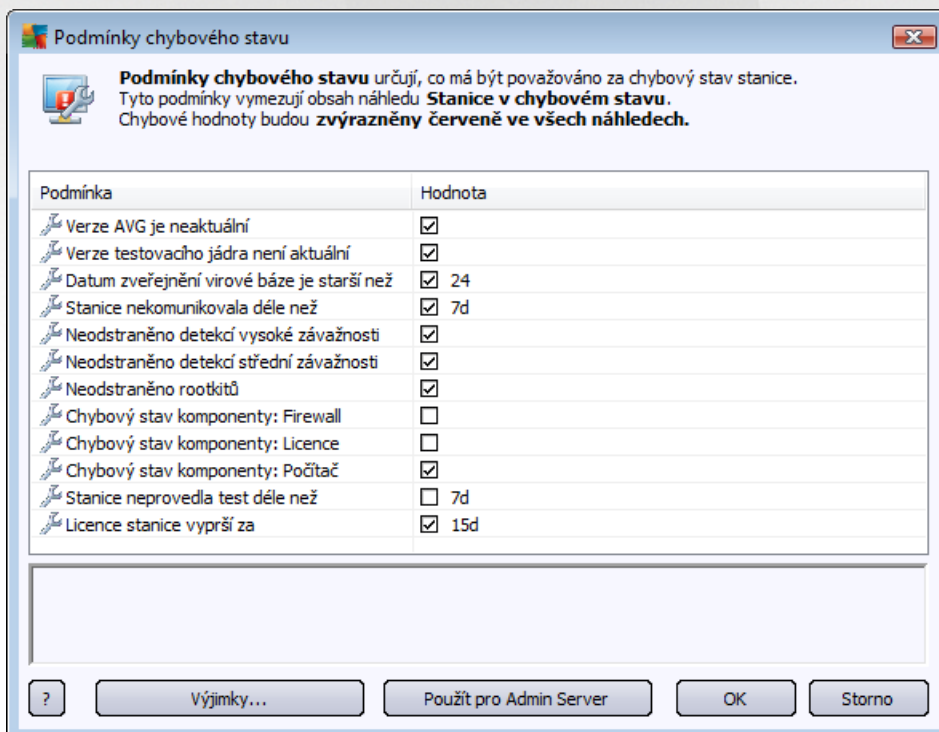 Podmínky chybového stavu
Podmínky chybového stavu určují, co má být považováno za chybový stav stanice.
Tyto podmínky vymezují obsah náhledu Stanice v chybovém stavu.
Chybové hodnoty budou zvýrazněny červeně ve všech náhledech.
Podmínka Hodnota
Verze AVG je neaktuální
Verze testovacího jádra není aktuální
Datum zveřejnění virové báze je starší než 24
Stanice nekomunikovala déle než 7d
Neodstraněno detekcí vysoké závažnosti
Neodstraněno detekcí střední závažnosti
Neodstraněno rootkitů
Chybový stav komponenty: Firewall
Chybový stav komponenty: Licence
Chybový stav komponenty: Počítač
Stanice neprovedla test déle než 7d
Licence stanice vyprší za 15d
? Výjimky... Použít pro Admin Server OK Storno